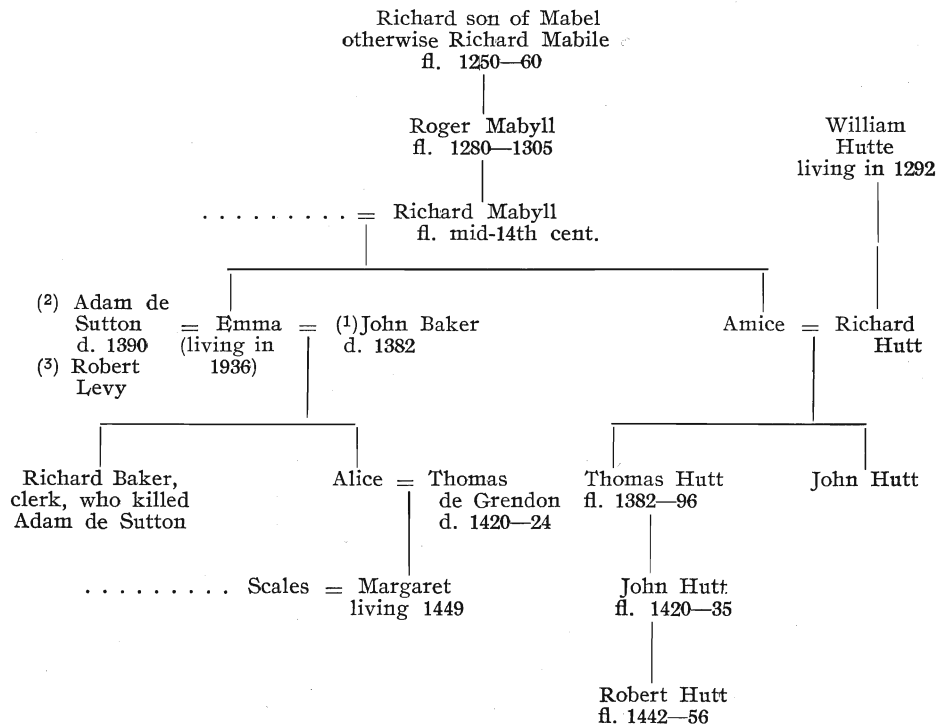 Richard son of Mabel
otherwise Richard Mabile
fl. 1250—60
Roger Mabyll
fl. 1280—1305
William
Hutte
living in 1292
. . . . . . . . . = Richard Mabyll
fl. mid-14th cent.
(2) Adam de
Sutton
d. 1390
(3) Robert
Levy
= Emma =
(living in
1936)
(1) John Baker
d. 1382
Amice = Richard
Hutt
Richard Baker,
clerk, who killed
Adam de Sutton
Alice = Thomas
de Grendon
d. 1420—24
Thomas Hutt
fl. 1382—96
John Hutt
. . . . . . . . . Scales = Margaret
living 1449
John Hutt
fl. 1420—35
Robert Hutt
fl. 1442—56